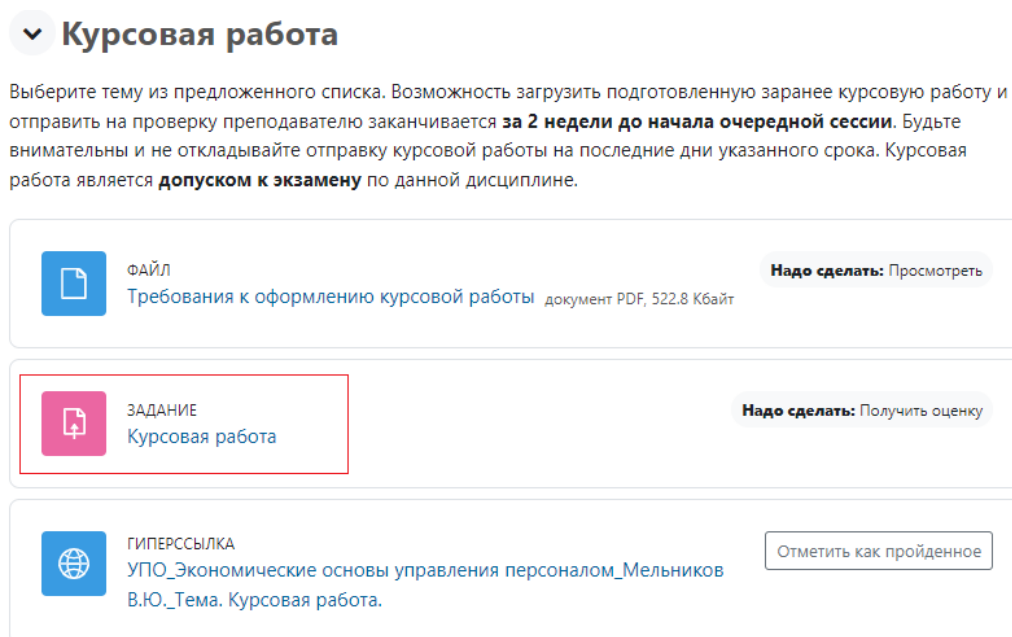 Курсовая работа
Выберите тему из предложенного списка. Возможность загрузить подготовленную заранее курсовую работу и
отправить на проверку преподавателю заканчивается за 2 недели до начала очередной сессии. Будьте
внимательны и не откладывайте отправку курсовой работы на последние дни указанного срока. Курсовая
работа является допуском к экзамену по данной дисциплине.
ФАЙЛ
Требования к оформлению курсовой работы документ PDF, 522.8 Кбайт
Надо сделать: Просмотреть
ЗАДАНИЕ
Курсовая работа
Надо сделать: Получить оценку
ГИПЕРССЫЛКА
УПО_Экономические основы управления персоналом_Мельников
В.Ю._Тема. Курсовая работа.
Отметить как пройденное